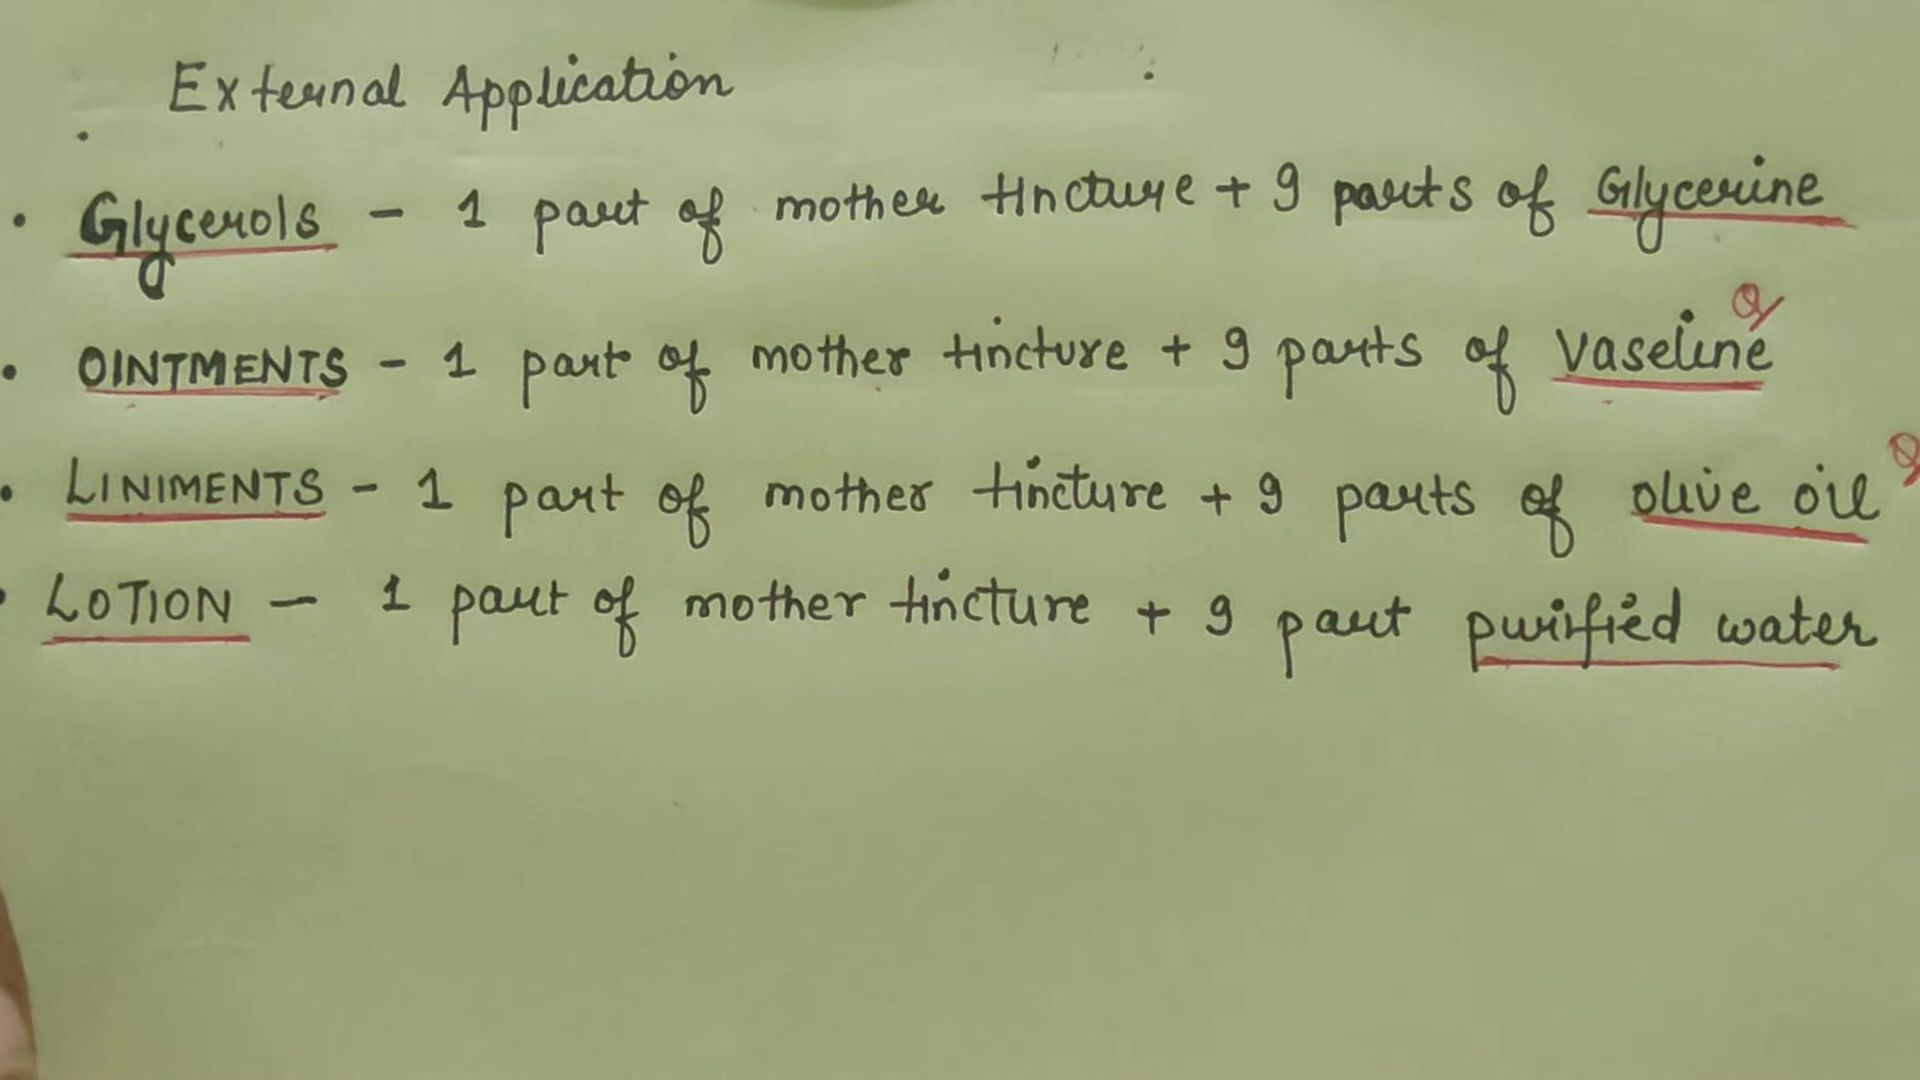 External Application
• Glycerols - 1 part of mother tincture + 9 parts of Glycerine
• OINTMENTS - 1 part of mother tincture + 9 parts of Vaseline Q
• LINIMENTS - 1 part of mother tincture + 9 parts of olive oil Q
• LOTION - 1 part of mother tincture + 9 part purified water